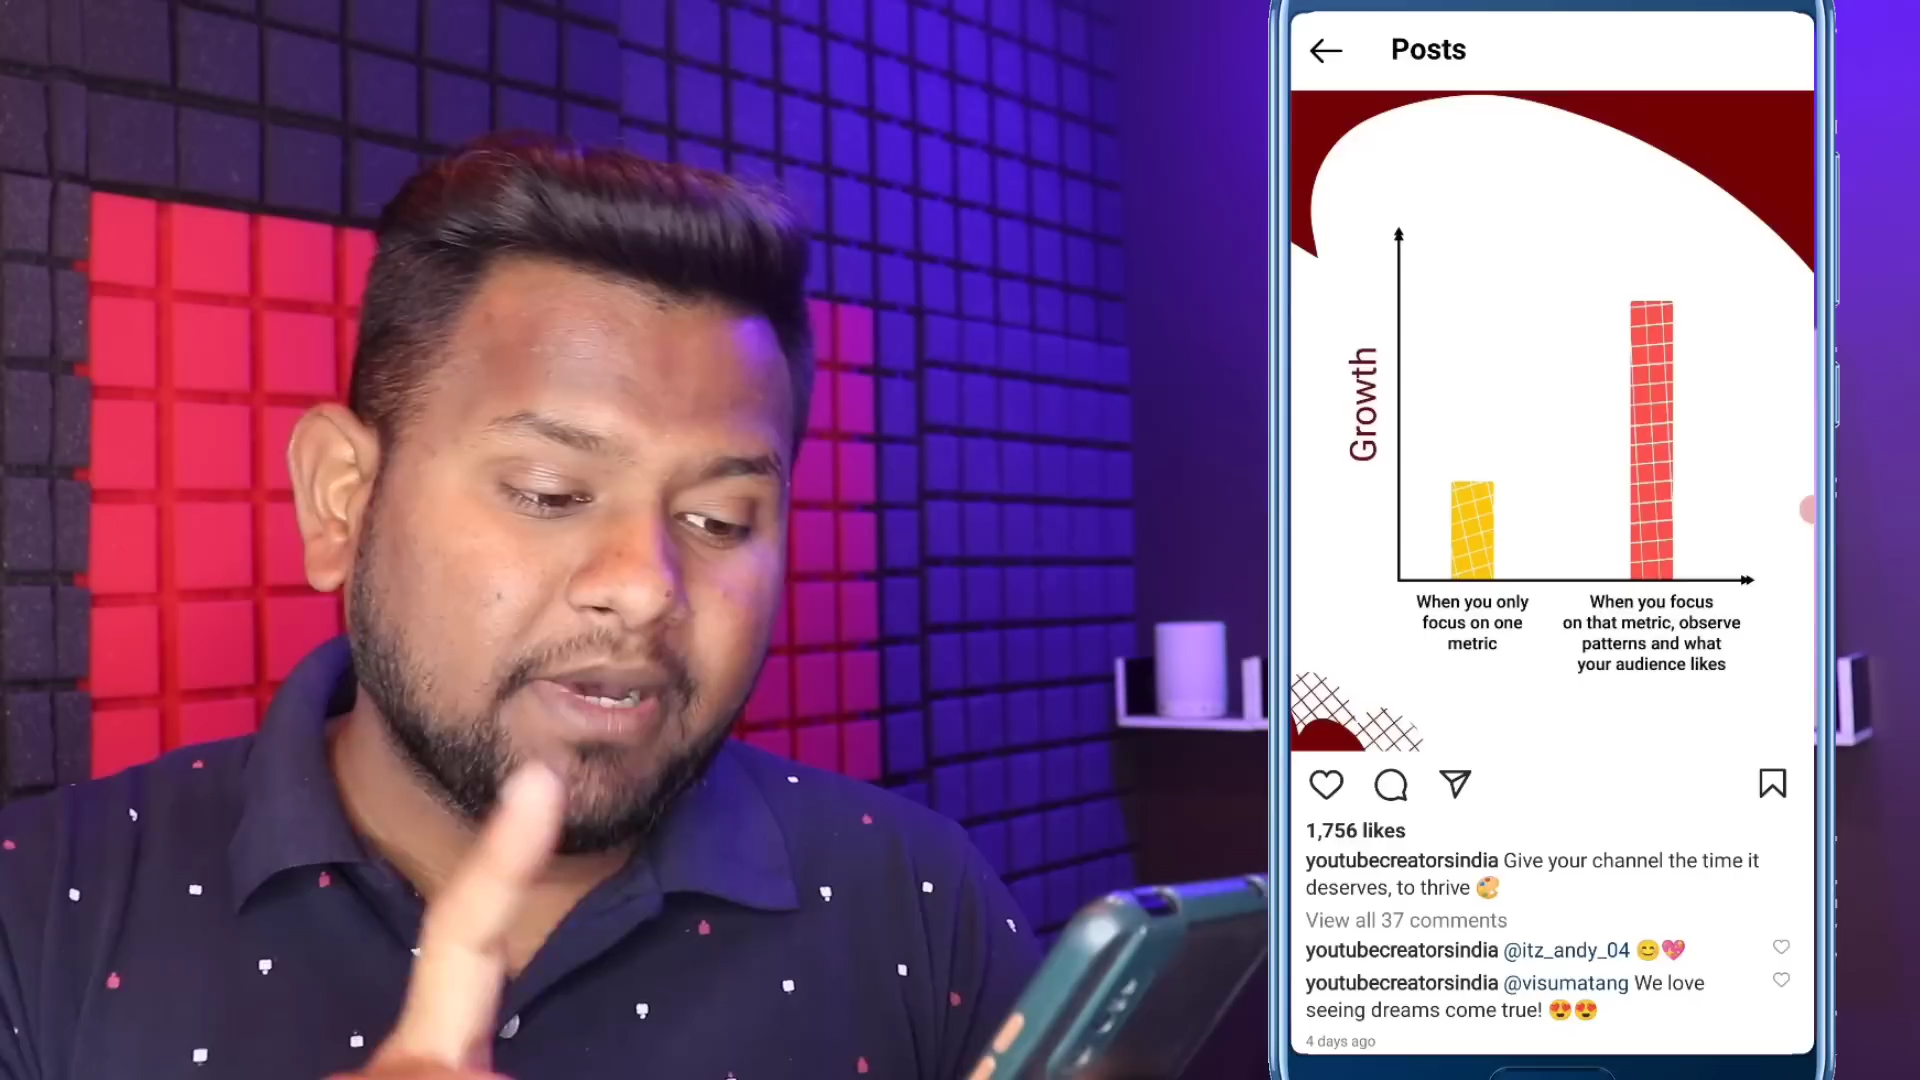 Posts
Growth
When you only
focus on one
metric
When you focus
on that metric, observe
patterns and what
your audience likes
1,756 likes
youtubecreatorsindia Give your channel the time it
deserves, to thrive 🎨
View all 37 comments
youtubecreatorsindia @itz_andy_04 😊💖
youtubecreatorsindia @visumatang We love
seeing dreams come true! 😍😍
4 days ago